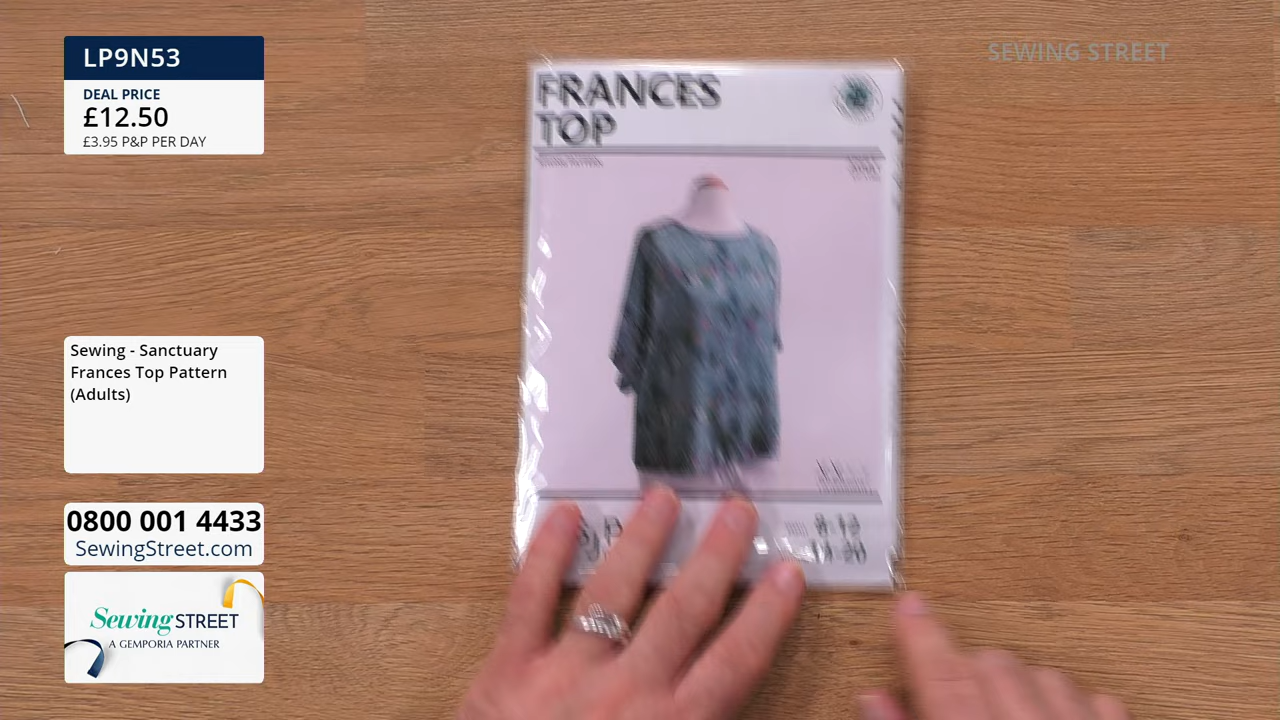 LP9N53
DEAL PRICE
£12.50
£3.95 P&P PER DAY
SEWING STREET
FRANCES
TOP
Sewing - Sanctuary
Frances Top Pattern
(Adults)
0800 001 4433
SewingStreet.com
Sewing STREET
A GEMPORIA PARTNER